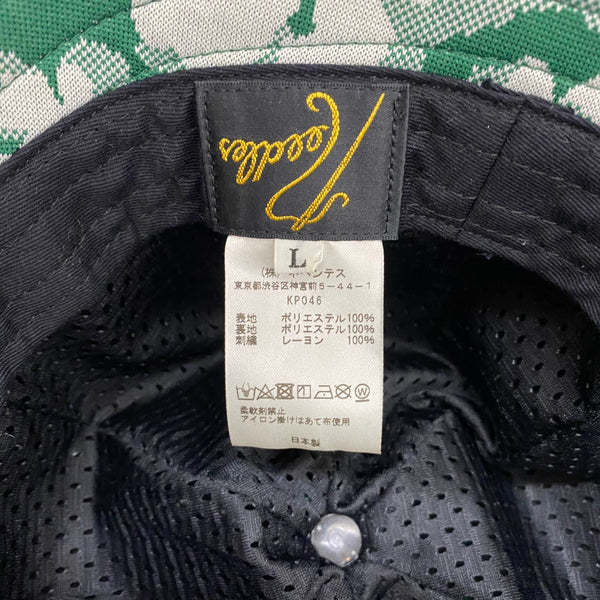 Needles
L
(株)ネペンテス
東京都渋谷区神宮前5-44-1
KP046
表地 ポリエステル100%
裏地 ポリエステル100%
刺繍 レーヨン 100%
柔軟剤禁止
アイロン掛けはあて布使用
日本製